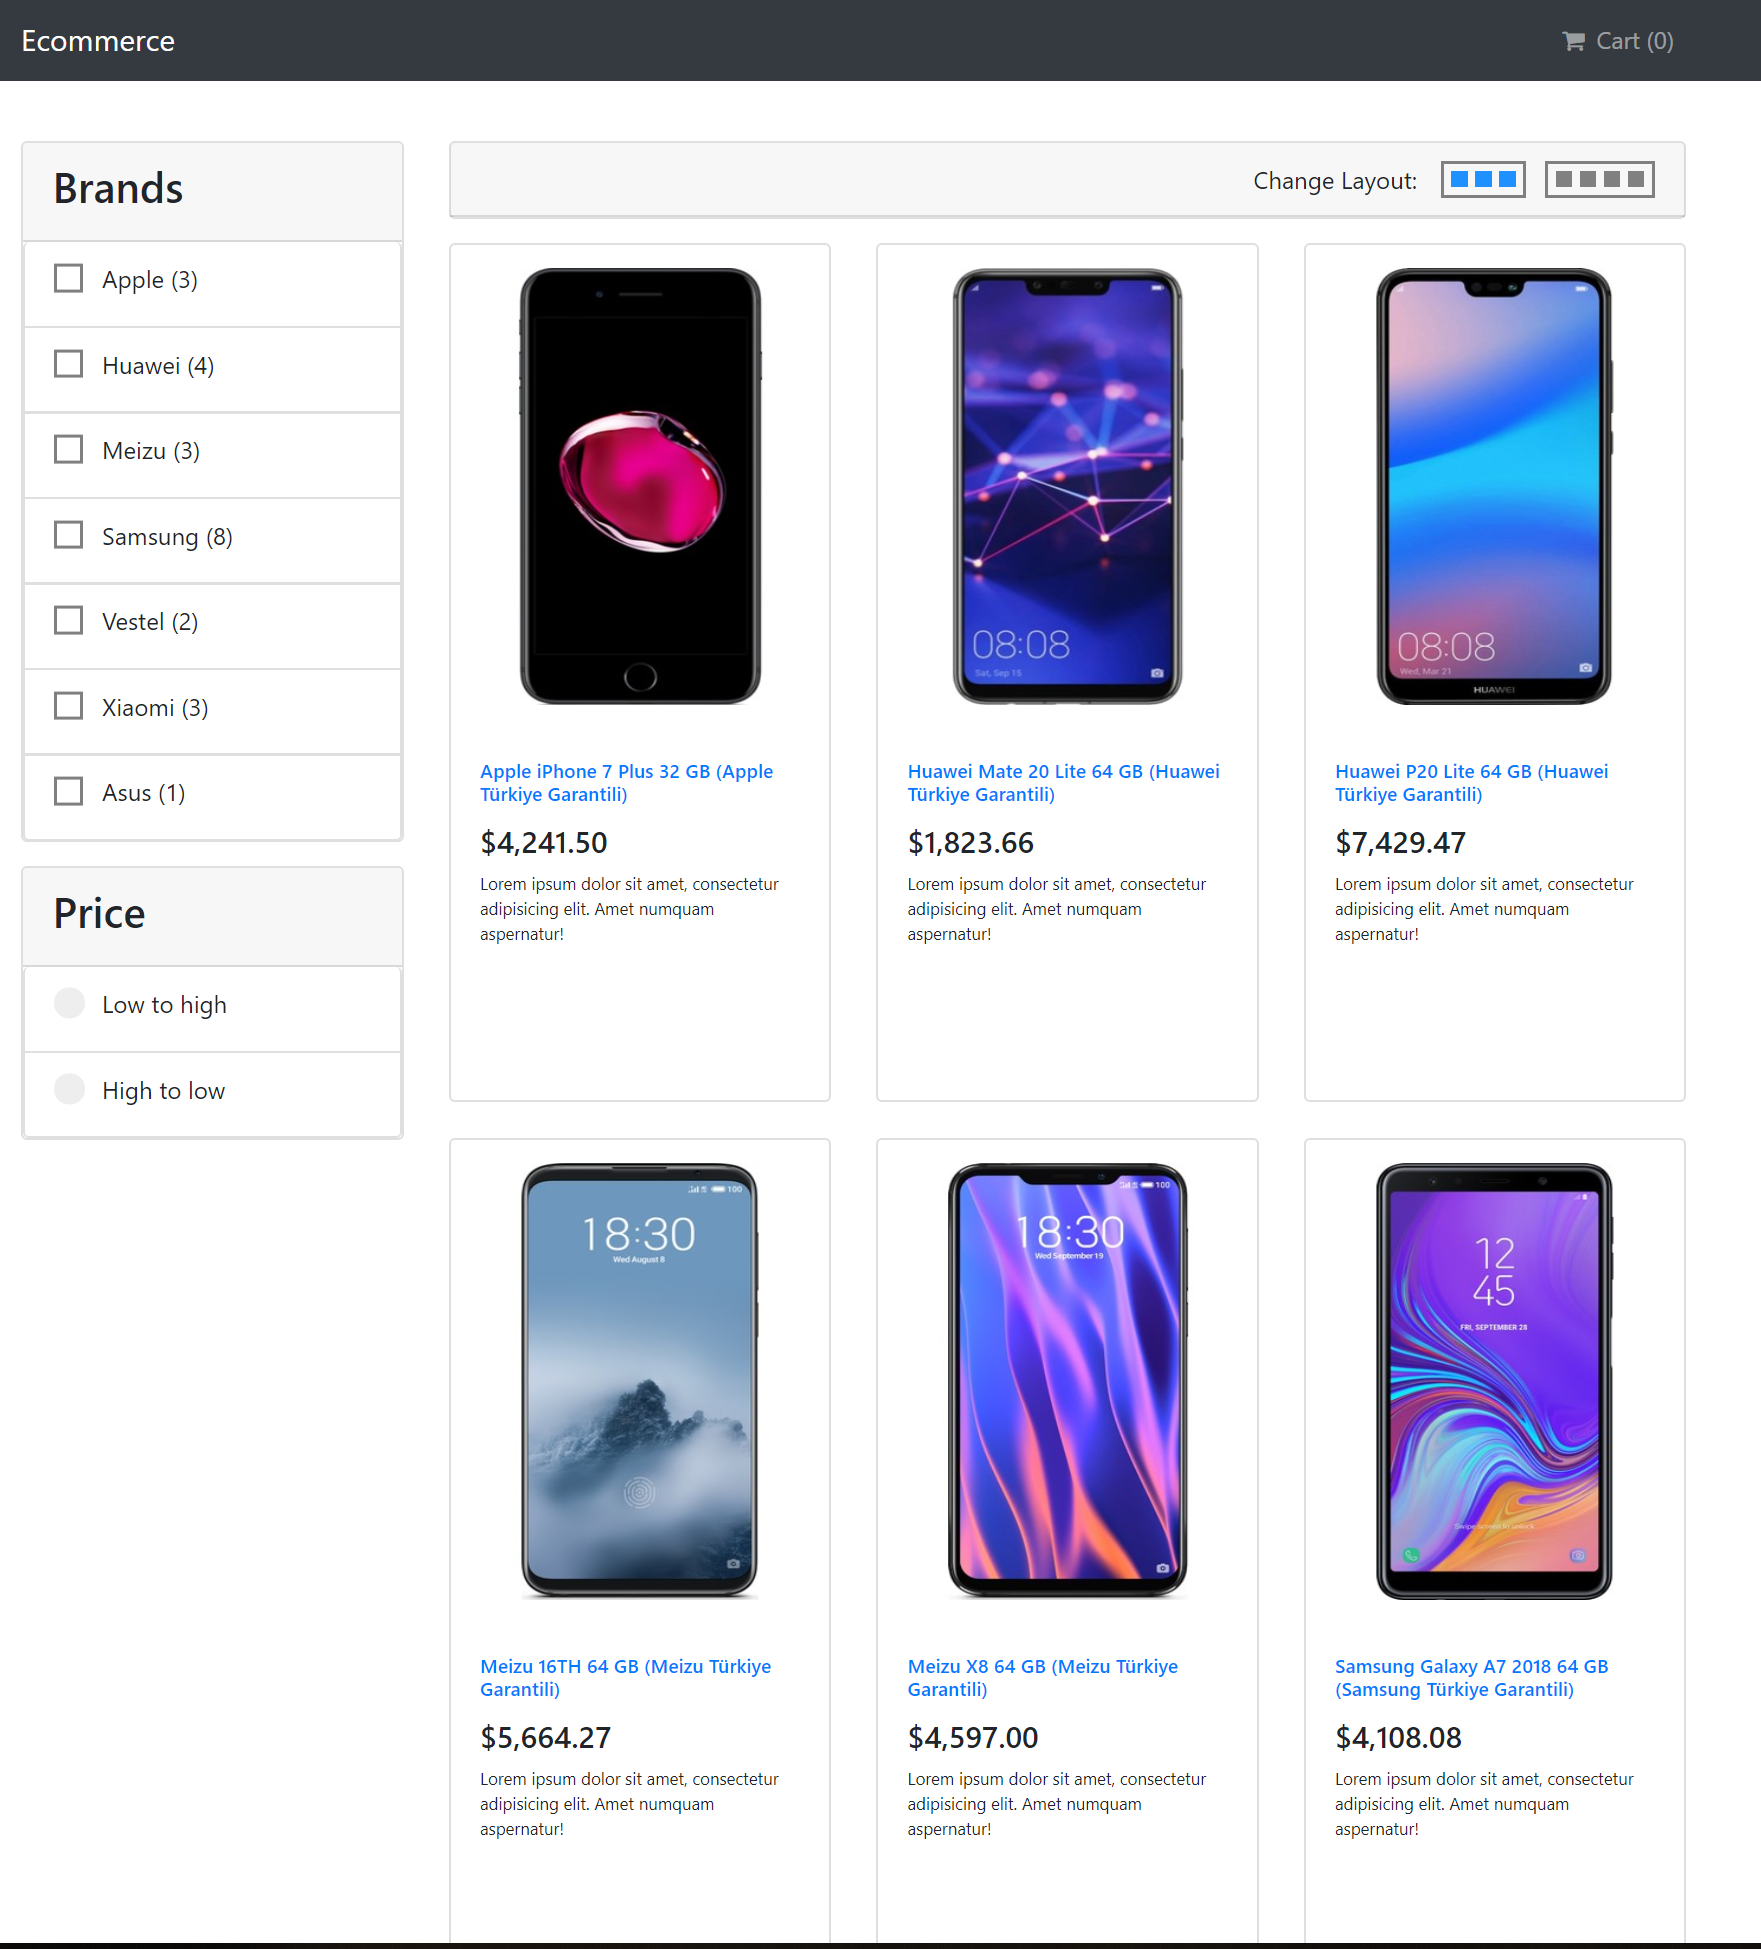 Ecommerce
Cart (0)
Brands
Apple (3)
Huawei (4)
Meizu (3)
Samsung (8)
Vestel (2)
Xiaomi (3)
Asus (1)
Price
Low to high
High to low
Change Layout:
08:08
Sat, Sep 15
08:08
Wed, Mar 21
HUAWEI
Apple iPhone 7 Plus 32 GB (Apple
Türkiye Garantili)
$4,241.50
Lorem ipsum dolor sit amet, consectetur
adipisicing elit. Amet numquam
aspernatur!
Huawei Mate 20 Lite 64 GB (Huawei
Türkiye Garantili)
$1,823.66
Lorem ipsum dolor sit amet, consectetur
adipisicing elit. Amet numquam
aspernatur!
Huawei P20 Lite 64 GB (Huawei
Türkiye Garantili)
$7,429.47
Lorem ipsum dolor sit amet, consectetur
adipisicing elit. Amet numquam
aspernatur!
100
18:30
Wed August 8
100
18:30
Wed September 19
12
45
FRI, SEPTEMBER 28
Swipe screen to unlock
Meizu 16TH 64 GB (Meizu Türkiye
Garantili)
$5,664.27
Lorem ipsum dolor sit amet, consectetur
adipisicing elit. Amet numquam
aspernatur!
Meizu X8 64 GB (Meizu Türkiye
Garantili)
$4,597.00
Lorem ipsum dolor sit amet, consectetur
adipisicing elit. Amet numquam
aspernatur!
Samsung Galaxy A7 2018 64 GB
(Samsung Türkiye Garantili)
$4,108.08
Lorem ipsum dolor sit amet, consectetur
adipisicing elit. Amet numquam
aspernatur!